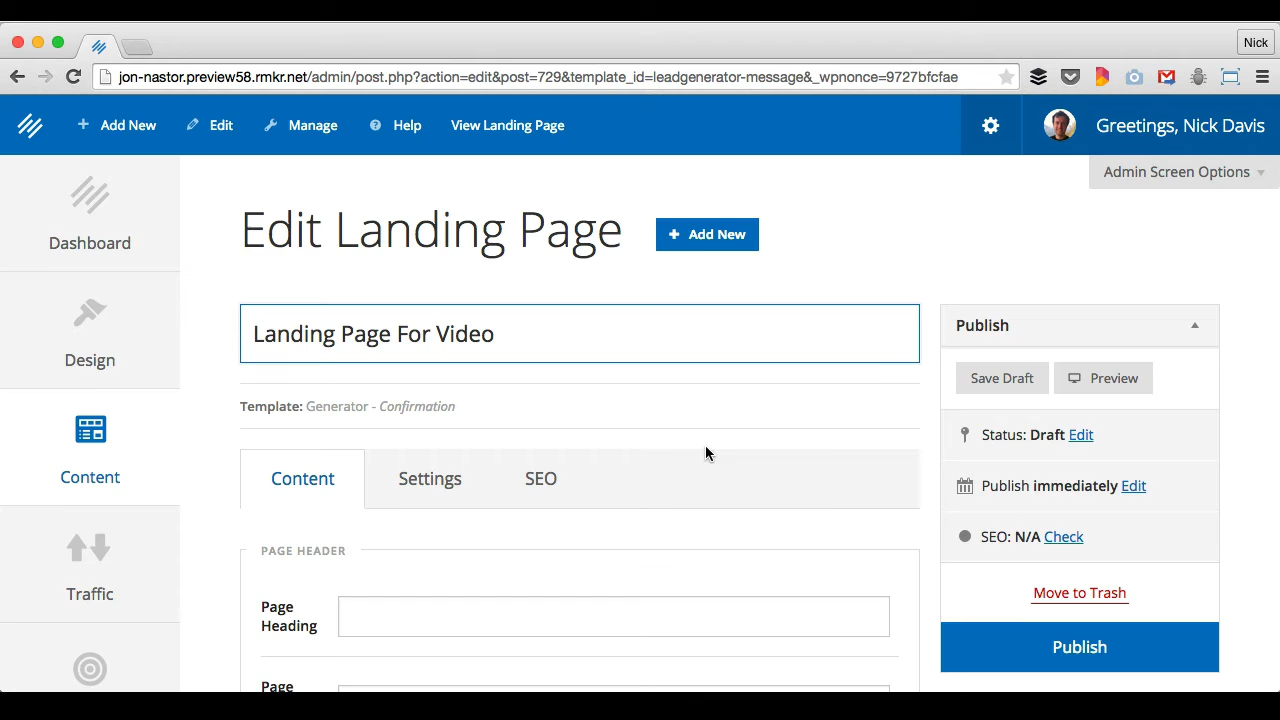 Nick
jon-nastor.preview58.rmkr.net/admin/post.php?action=edit&post=729&template_id=leadgenerator-message&_wpnonce=9727bfcfae
Add New Edit Manage Help View Landing Page Greetings, Nick Davis
Admin Screen Options
Dashboard
Design
Content
Traffic
Edit Landing Page
+ Add New
Landing Page For Video
Template: Generator - Confirmation
Content Settings SEO
PAGE HEADER
Page
Heading
Page
Publish
Save Draft Preview
Status: Draft Edit
Publish immediately Edit
SEO: N/A Check
Move to Trash
Publish